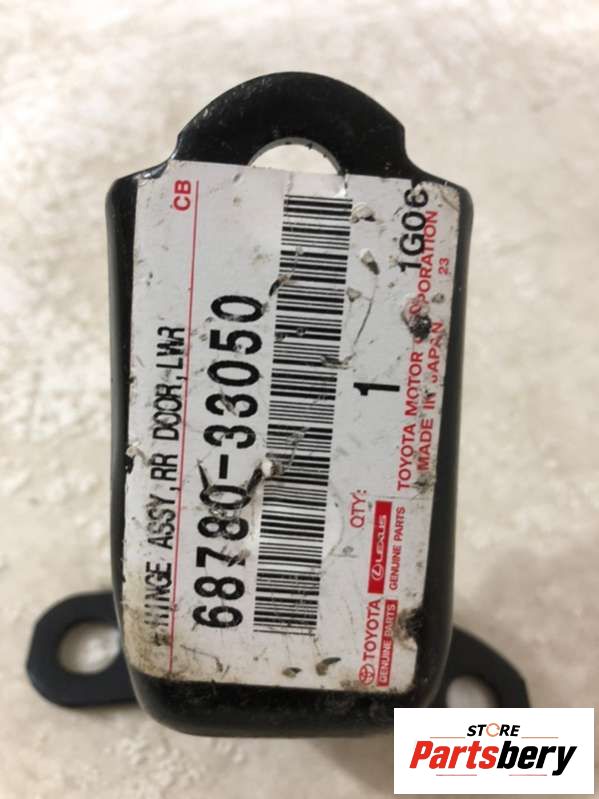 CB
HINGE ASSY, RR DOOR, LWR
68780-33050
QTY: 1
1G06
TOYOTA LEXUS
GENUINE PARTS GENUINE PARTS
TOYOTA MOTOR CORPORATION
MADE IN JAPAN 23
STORE
Partsbery